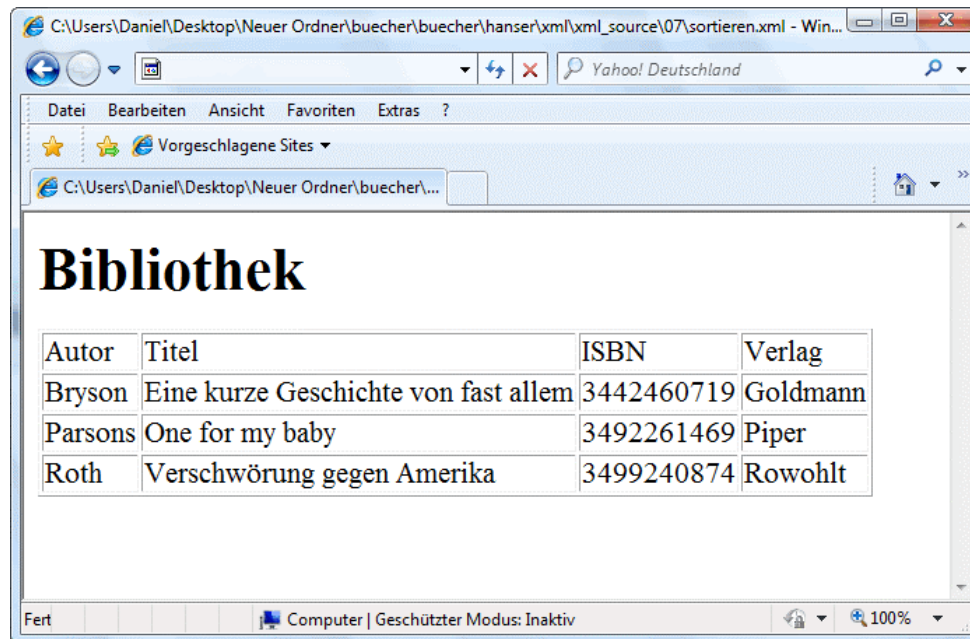 C:\Users\Daniel\Desktop\Neuer Ordner\buecher\buecher\hanser\xml\xml_source\07\sortieren.xml - Win...
Yahoo! Deutschland
Datei Bearbeiten Ansicht Favoriten Extras ?
Vorgeschlagene Sites
C:\Users\Daniel\Desktop\Neuer Ordner\buecher\...
Bibliothek
Autor Titel ISBN Verlag
Bryson Eine kurze Geschichte von fast allem 3442460719 Goldmann
Parsons One for my baby 3492261469 Piper
Roth Verschwörung gegen Amerika 3499240874 Rowohlt
Fert Computer | Geschützter Modus: Inaktiv 100%